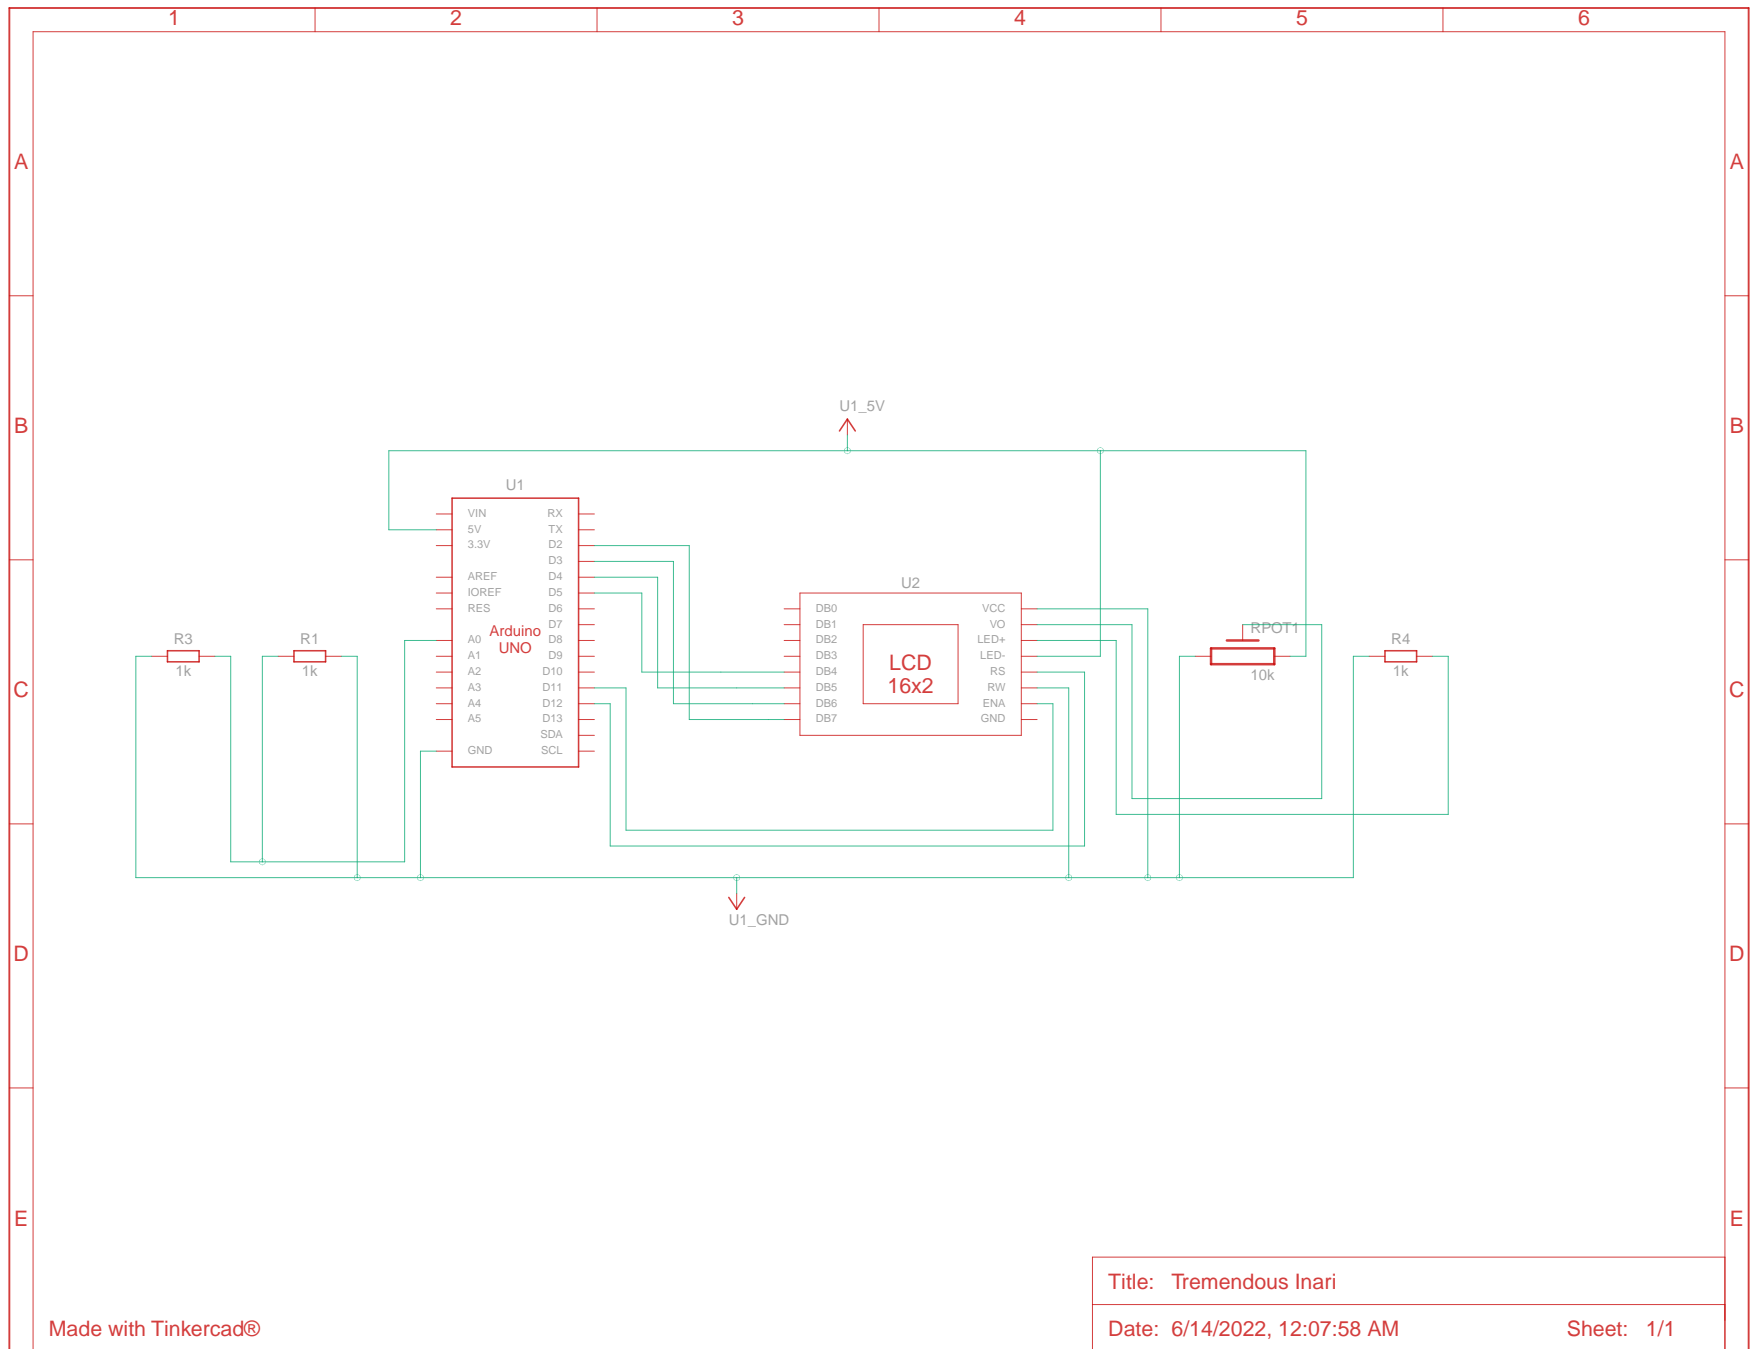 1 2 3 4 5 6
A A
B B
C C
D D
E E
U1_5V
U1
VIN RX
5V TX
3.3V D2
D3
AREF D4
IOREF D5
RES D6
D7
A0 D8
A1 D9
A2 D10
A3 D11
A4 D12
A5 D13
SDA
GND SCL
Arduino
UNO
R3
1k
R1
1k
U2
DB0 VCC
DB1 VO
DB2 LED+
DB3 LED-
DB4 RS
DB5 RW
DB6 ENA
DB7 GND
LCD
16x2
RPOT1
10k
R4
1k
U1_GND
Title: Tremendous Inari
Made with Tinkercad®
Date: 6/14/2022, 12:07:58 AM Sheet: 1/1